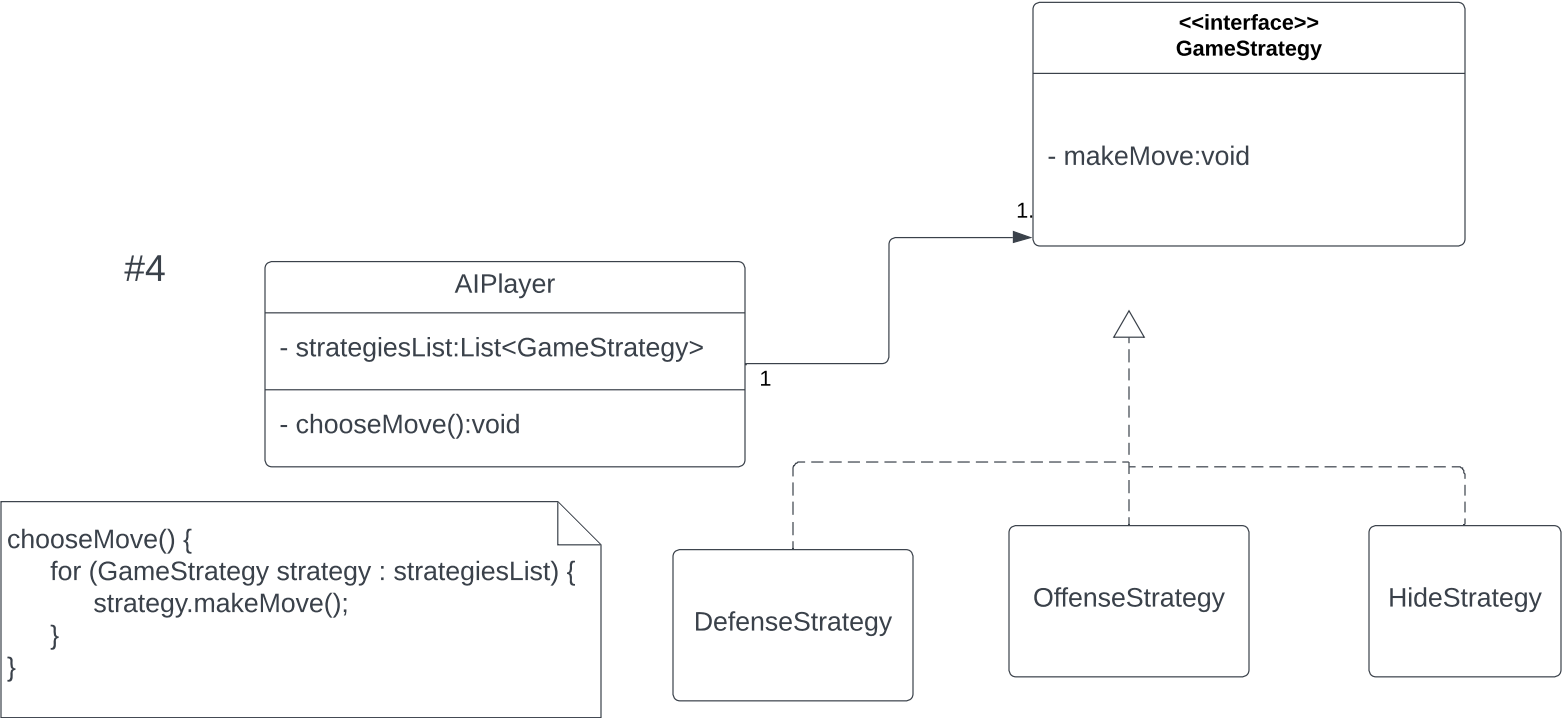 <<interface>>
GameStrategy
- makeMove:void
1.
#4
AIPlayer
- strategiesList:List<GameStrategy>
1
- chooseMove():void
chooseMove() {
for (GameStrategy strategy : strategiesList) {
strategy.makeMove();
}
}
DefenseStrategy
OffenseStrategy
HideStrategy